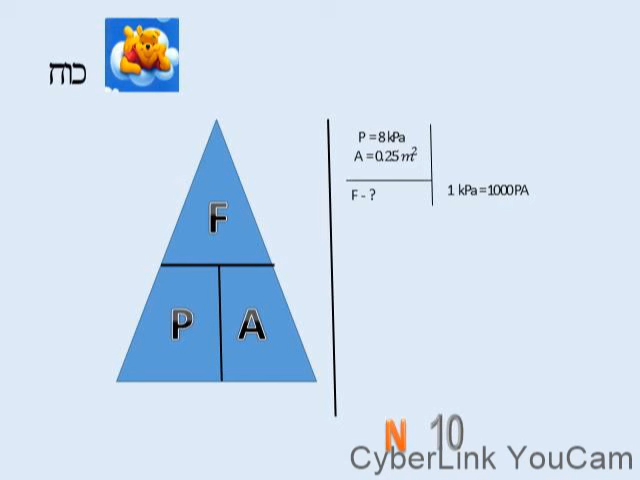 כוח
F
P A
P = 8 kPa
A = 0.25 m²
F - ?
1 kPa = 1000 PA
N 10
CyberLink YouCam